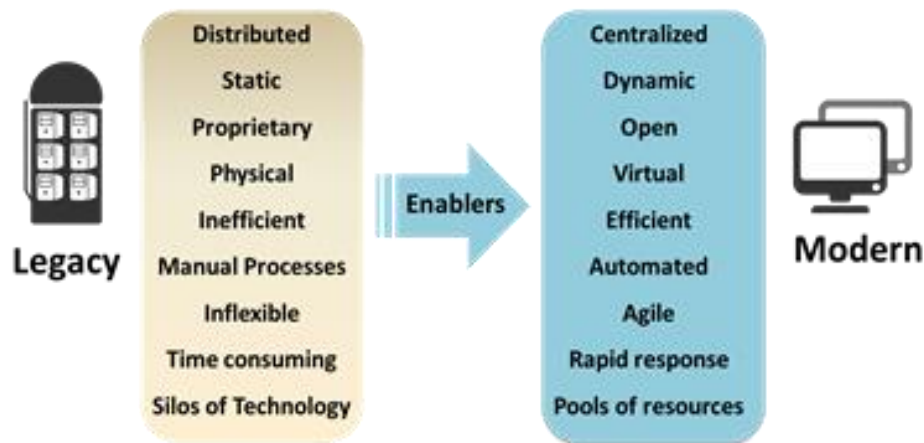 Legacy
Distributed
Static
Proprietary
Physical
Inefficient
Manual Processes
Inflexible
Time consuming
Silos of Technology
Enablers
Centralized
Dynamic
Open
Virtual
Efficient
Automated
Agile
Rapid response
Pools of resources
Modern